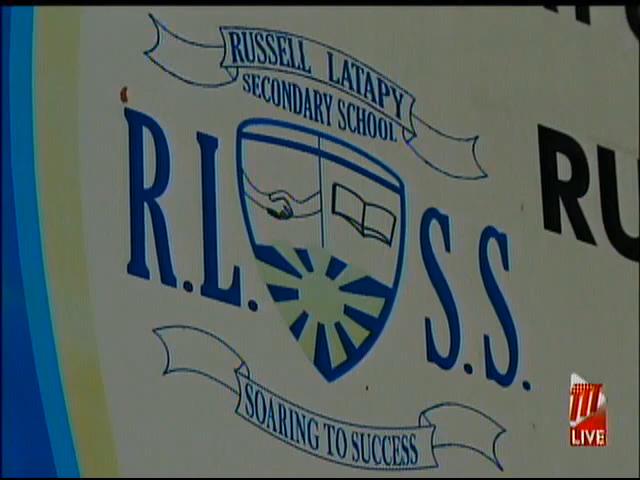 RUSSELL LATAPY
SECONDARY SCHOOL
R.L. S.S.
RU
SOARING TO SUCCESS
LIVE